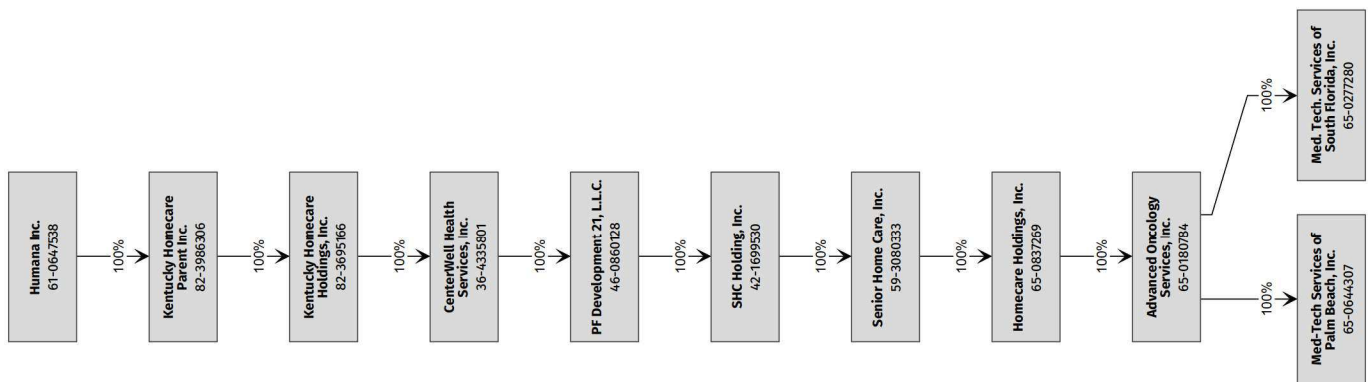 Humana Inc.
61-0647538
100%
Kentucky Homecare
Parent Inc.
82-3986306
100%
Kentucky Homecare
Holdings, Inc.
82-3695166
100%
CenterWell Health
Services, Inc.
36-4335801
100%
PF Development 21, L.L.C.
46-0860128
100%
SHC Holding, Inc.
42-1699530
100%
Senior Home Care, Inc.
59-3080333
100%
Homecare Holdings, Inc.
65-0837269
100%
Advanced Oncology
Services, Inc.
65-0180784
100%
Med-Tech Services of
Palm Beach, Inc.
65-0644307
100%
Med. Tech. Services of
South Florida, Inc.
65-0277280